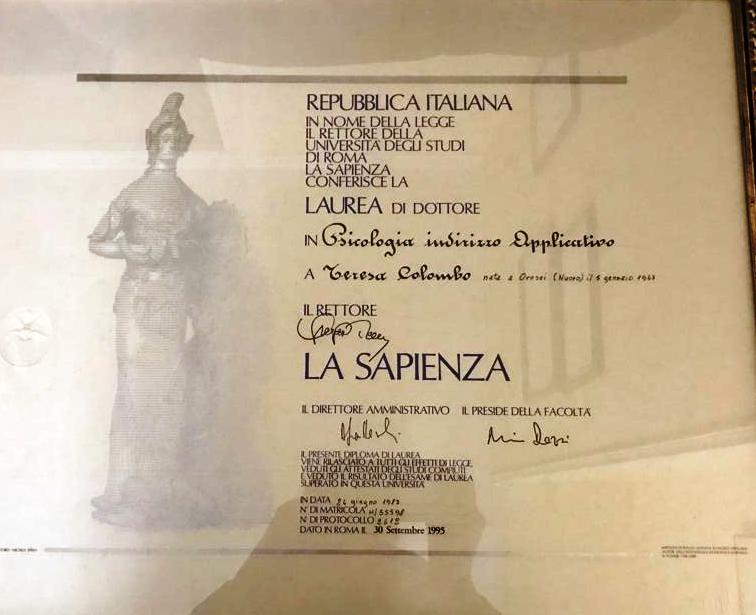 REPUBBLICA ITALIANA
IN NOME DELLA LEGGE
IL RETTORE DELLA
UNIVERSITÀ DEGLI STUDI
DI ROMA
LA SAPIENZA
CONFERISCE LA
LAUREA DI DOTTORE
IN Psicologia indirizzo Applicativo
A Teresa Colombo nata a Orosei (Nuoro) il 5 gennaio
IL RETTORE
LA SAPIENZA
IL DIRETTORE AMMINISTRATIVO IL PRESIDE DELLA FACOLTA'
IL PRESENTE DIPLOMA DI LAUREA
VIENE RILASCIATO A TUTTI GLI EFFETTI DI LEGGE,
VEDUTI GLI ATTESTATI DEGLI STUDI COMPIUTI
E VEDUTO IL RISULTATO DELL'ESAME DI LAUREA
SUPERATO IN QUESTA UNIVERSITÀ
IN DATA giugno
N° DI MATRICOLA
N° DI PROTOCOLLO
DATO IN ROMA IL 30 Settembre 1995